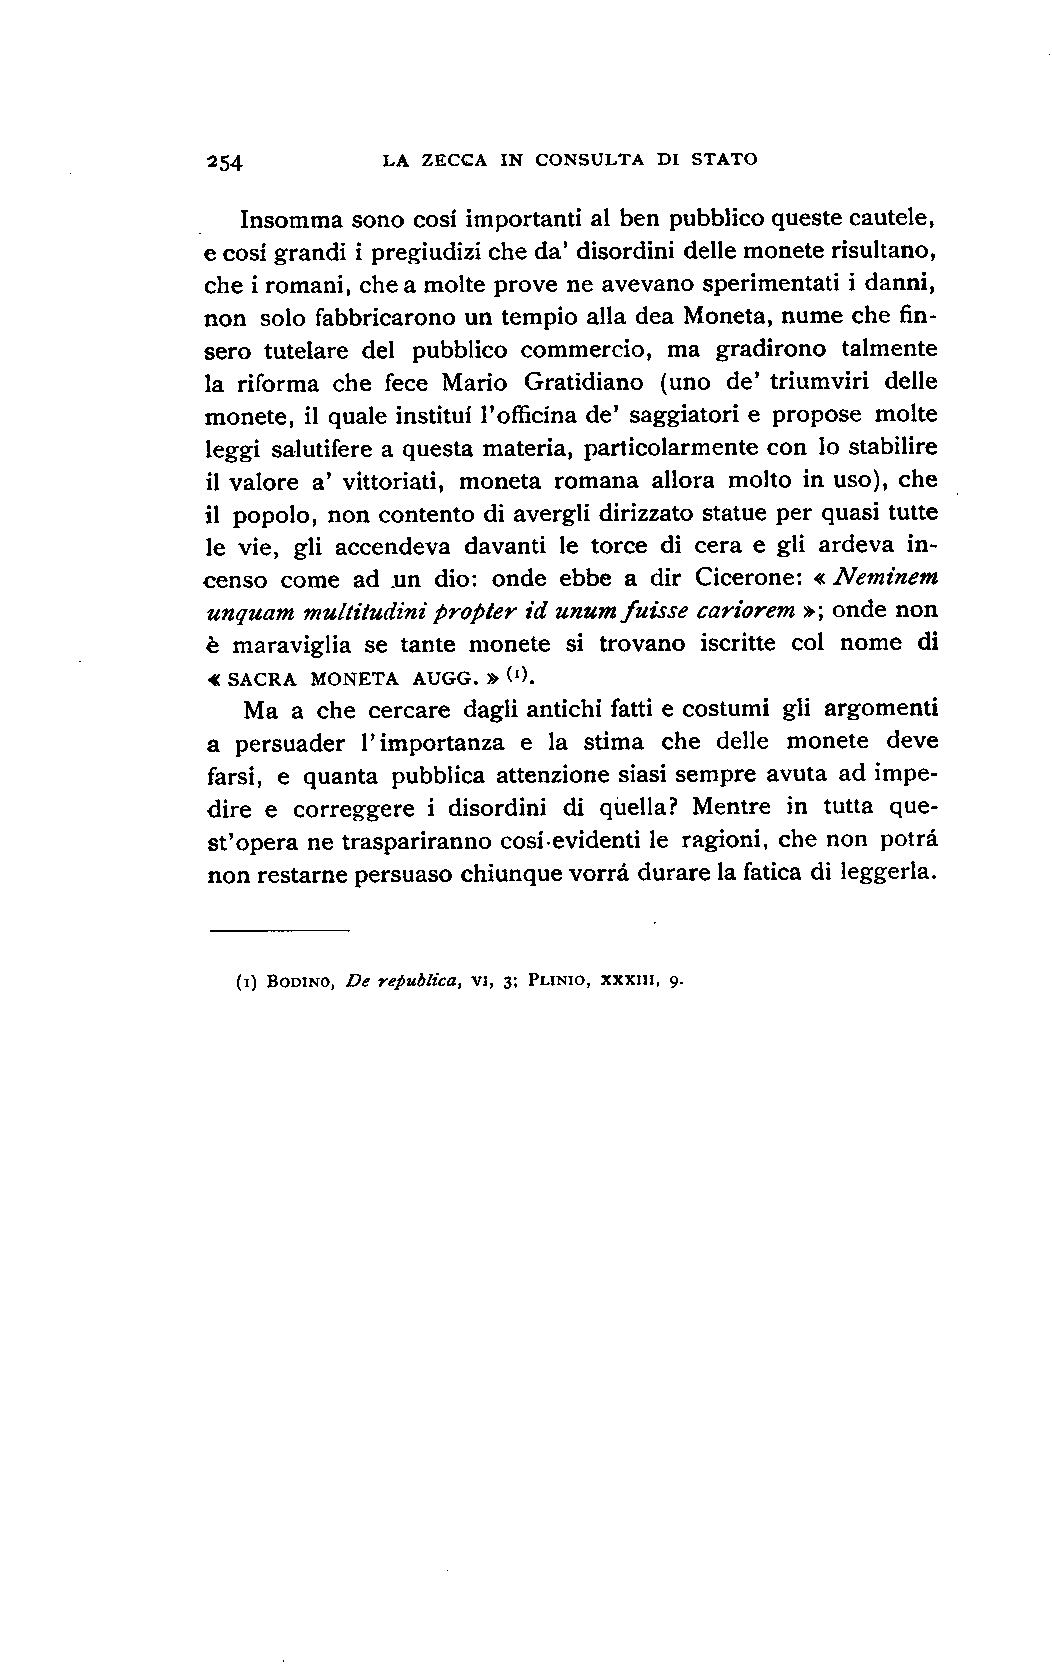 254 LA ZECCA IN CONSULTA DI STATO
Insomma sono cosí importanti al ben pubblico queste cautele,
e cosí grandi i pregiudizi che da' disordini delle monete risultano,
che i romani, che a molte prove ne avevano sperimentati i danni,
non solo fabbricarono un tempio alla dea Moneta, nume che fin-
sero tutelare del pubblico commercio, ma gradirono talmente
la riforma che fece Mario Gratidiano (uno de' triumviri delle
monete, il quale instituí l'officina de' saggiatori e propose molte
leggi salutifere a questa materia, particolarmente con lo stabilire
il valore a' vittoriati, moneta romana allora molto in uso), che
il popolo, non contento di avergli dirizzato statue per quasi tutte
le vie, gli accendeva davanti le torce di cera e gli ardeva in-
censo come ad un dio: onde ebbe a dir Cicerone: « Neminem
unquam multitudini propter id unum fuisse cariorem »; onde non
è maraviglia se tante monete si trovano iscritte col nome di
« SACRA MONETA AUGG. » (1).
Ma a che cercare dagli antichi fatti e costumi gli argomenti
a persuader l'importanza e la stima che delle monete deve
farsi, e quanta pubblica attenzione siasi sempre avuta ad impe-
dire e correggere i disordini di quella? Mentre in tutta que-
st'opera ne traspariranno cosí evidenti le ragioni, che non potrá
non restarne persuaso chiunque vorrá durare la fatica di leggerla.
(1) BODINO, De republica, VI, 3; PLINIO, XXXIII, 9.